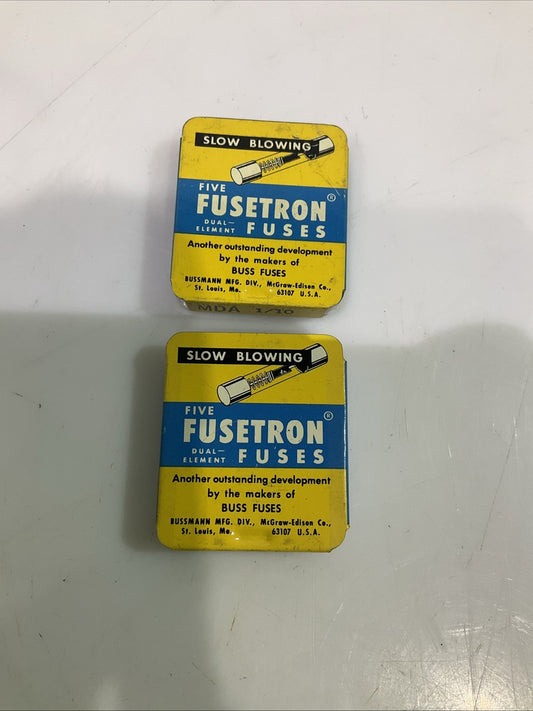 SLOW BLOWING
FIVE
FUSETRON®
DUAL-
ELEMENT FUSES
Another outstanding development
by the makers of
BUSS FUSES
BUSSMANN MFG. DIV., McGraw-Edison Co.,
St. Louis, Mo. 63107 U.S.A.
MDA 1/10
SLOW BLOWING
FIVE
FUSETRON®
DUAL-
ELEMENT FUSES
Another outstanding development
by the makers of
BUSS FUSES
BUSSMANN MFG. DIV., McGraw-Edison Co.,
St. Louis, Mo. 63107 U.S.A.